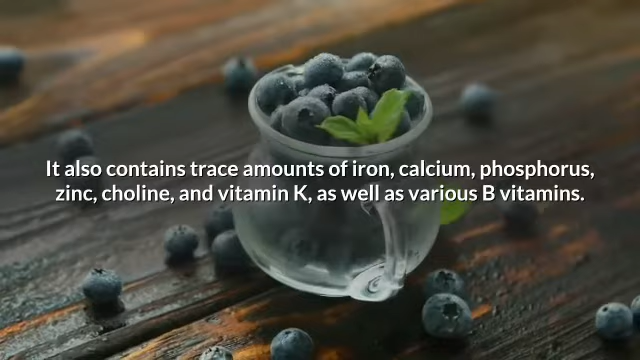 It also contains trace amounts of iron, calcium, phosphorus,
zinc, choline, and vitamin K, as well as various B vitamins.